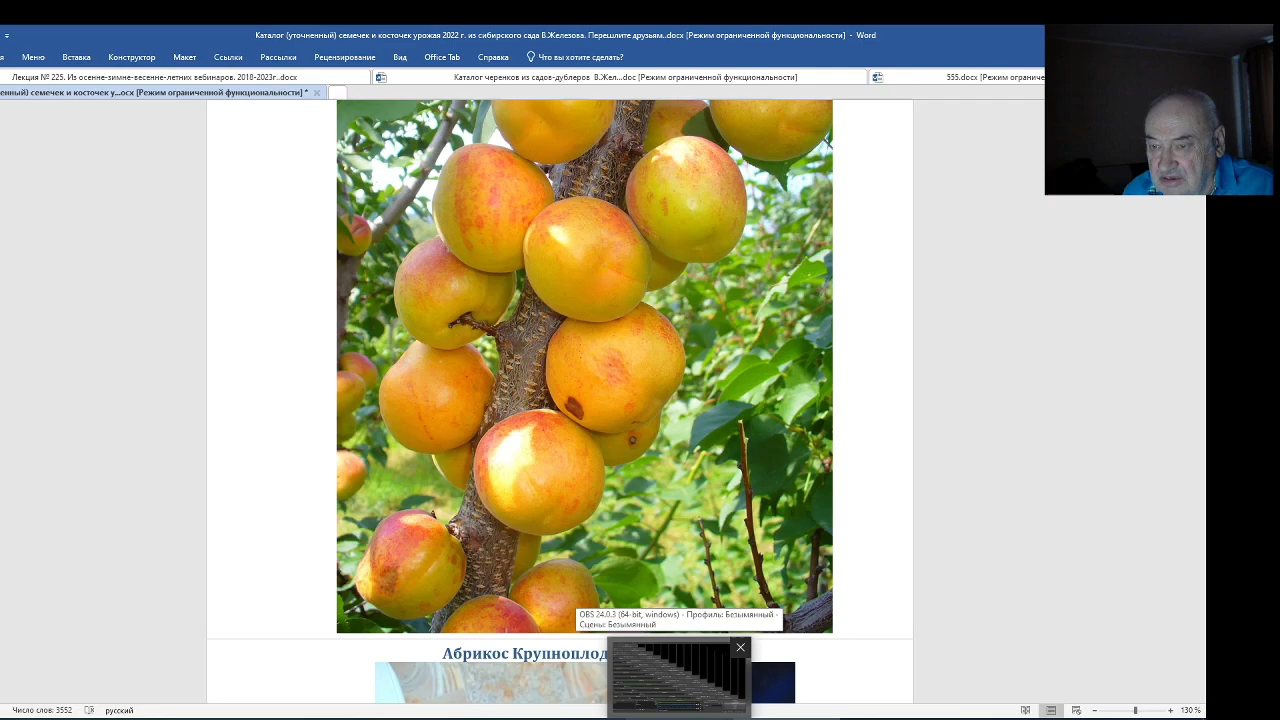 Каталог (уточненный) семечек и косточек урожая 2022 г. из сибирского сада В.Железова. Перешлите друзьям..docx [Режим ограниченной функциональности] - Word
я Меню Вставка Конструктор Макет Ссылки Рассылки Рецензирование Вид Office Tab Справка Что вы хотите сделать?
Лекция № 225. Из осенне-зимне-весенне-летних вебинаров. 2018-2023г..docx Каталог черенков из садов-дублеров В.Жел...doc [Режим ограниченной функциональности] 555.docx [Режим ограниче
енный) семечек и косточек у...ocx [Режим ограниченной функциональности] *
OBS 24.0.3 (64-bit, windows) - Профиль: Безымянный -
Сцены: Безымянный
Абрикос Крупноплод
Число слов: 3552 русский 130 %